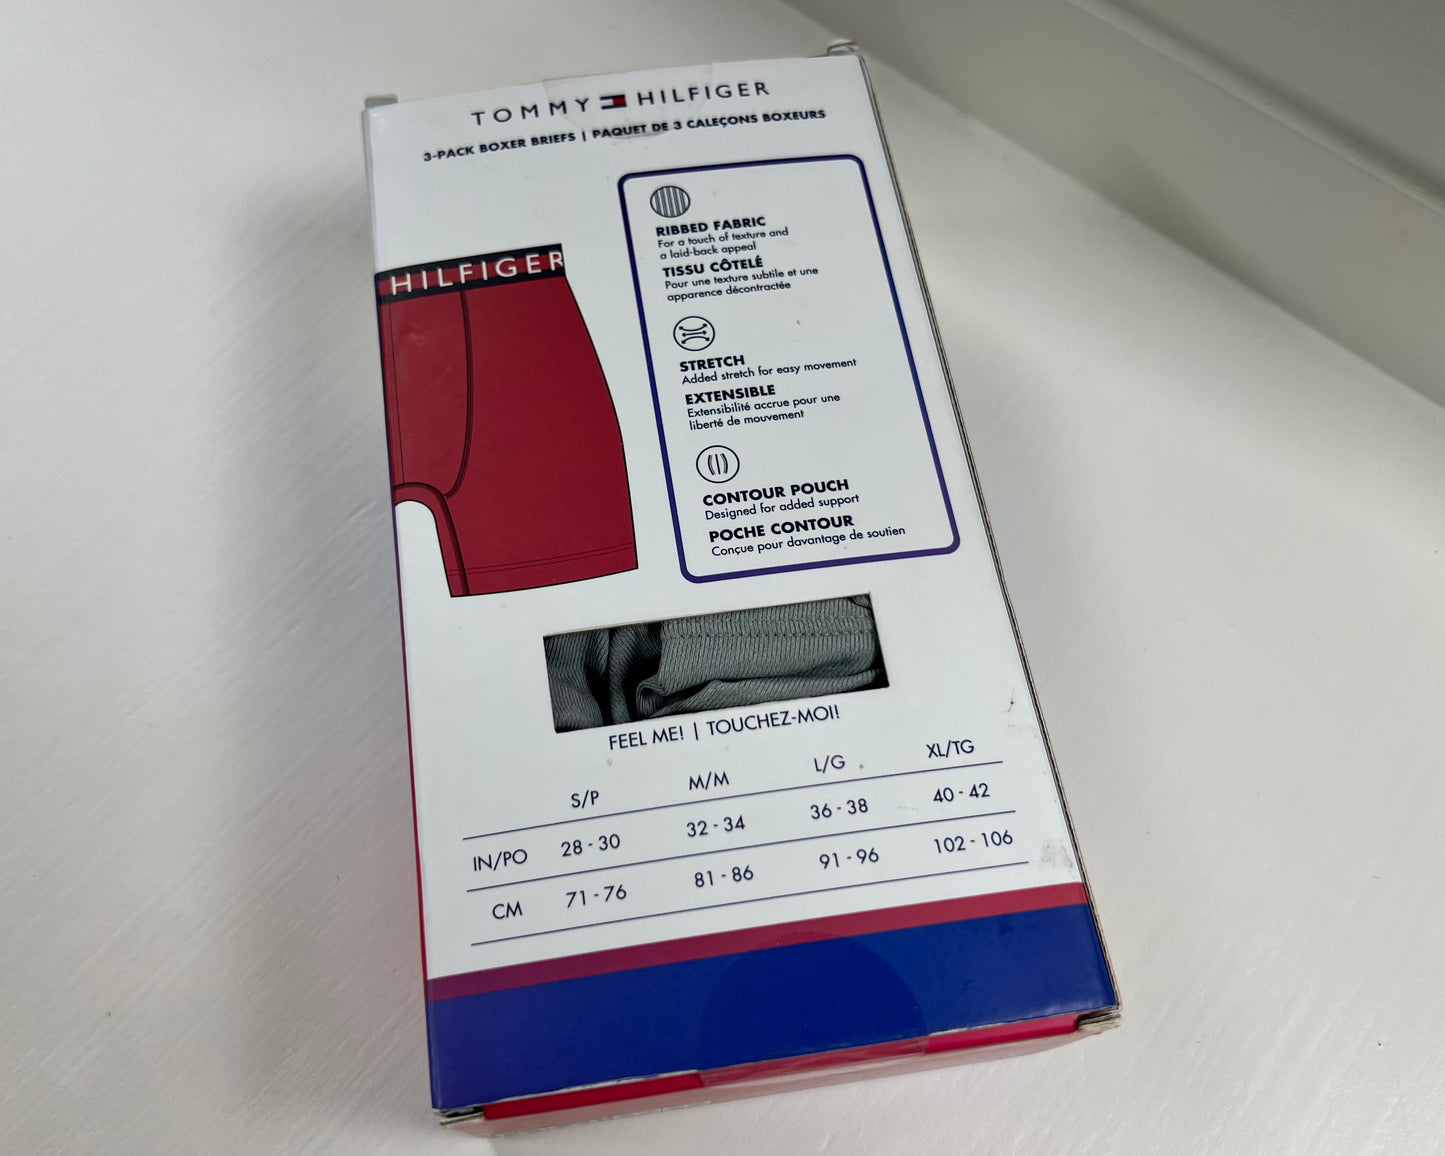 TOMMY HILFIGER
3-PACK BOXER BRIEFS | PAQUET DE 3 CALEÇONS BOXEURS
HILFIGER
RIBBED FABRIC
For a touch of texture and
a laid-back appeal
TISSU CÔTELÉ
Pour une texture subtile et une
apparence décontractée
STRETCH
Added stretch for easy movement
EXTENSIBLE
Extensibilité accrue pour une
liberté de mouvement
CONTOUR POUCH
Designed for added support
POCHE CONTOUR
Conçue pour davantage de soutien
FEEL ME! | TOUCHEZ-MOI!
S/P M/M L/G XL/TG
IN/PO 28 - 30 32 - 34 36 - 38 40 - 42
CM 71 - 76 81 - 86 91 - 96 102 - 106